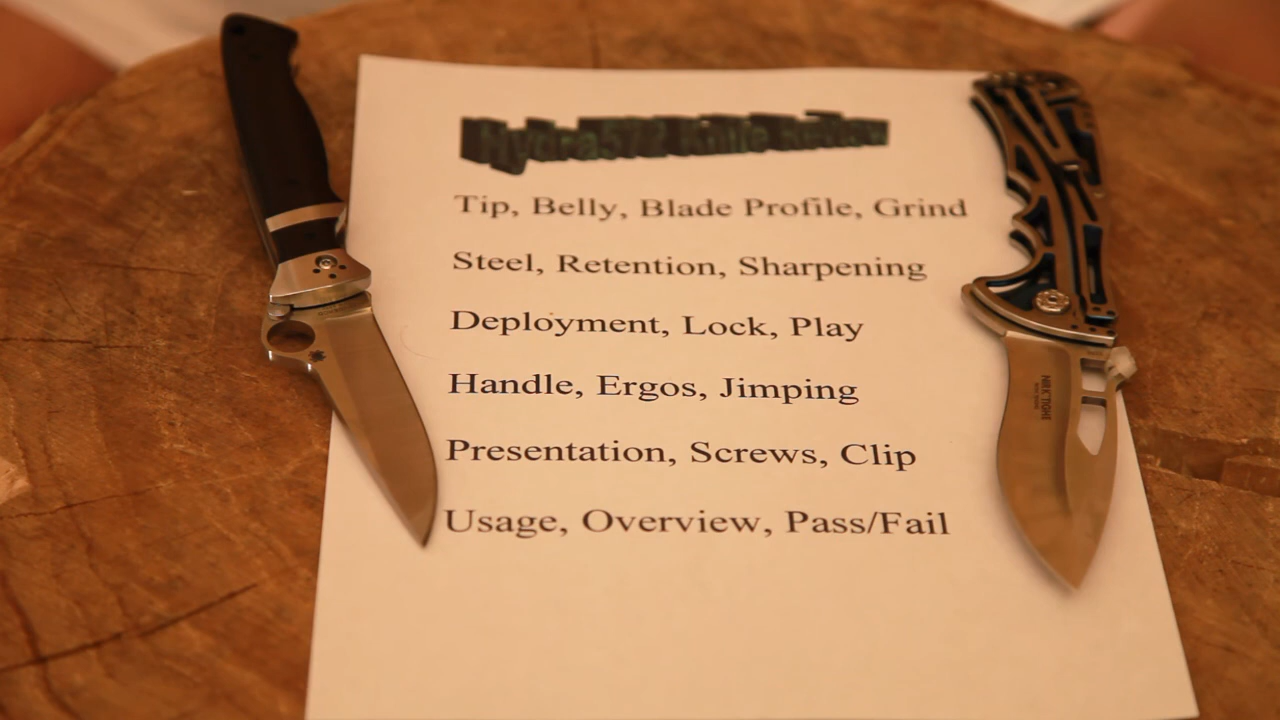 Hydra572 Knife Review
Tip, Belly, Blade Profile, Grind
Steel, Retention, Sharpening
Deployment, Lock, Play
Handle, Ergos, Jimping
Presentation, Screws, Clip
Usage, Overview, Pass/Fail